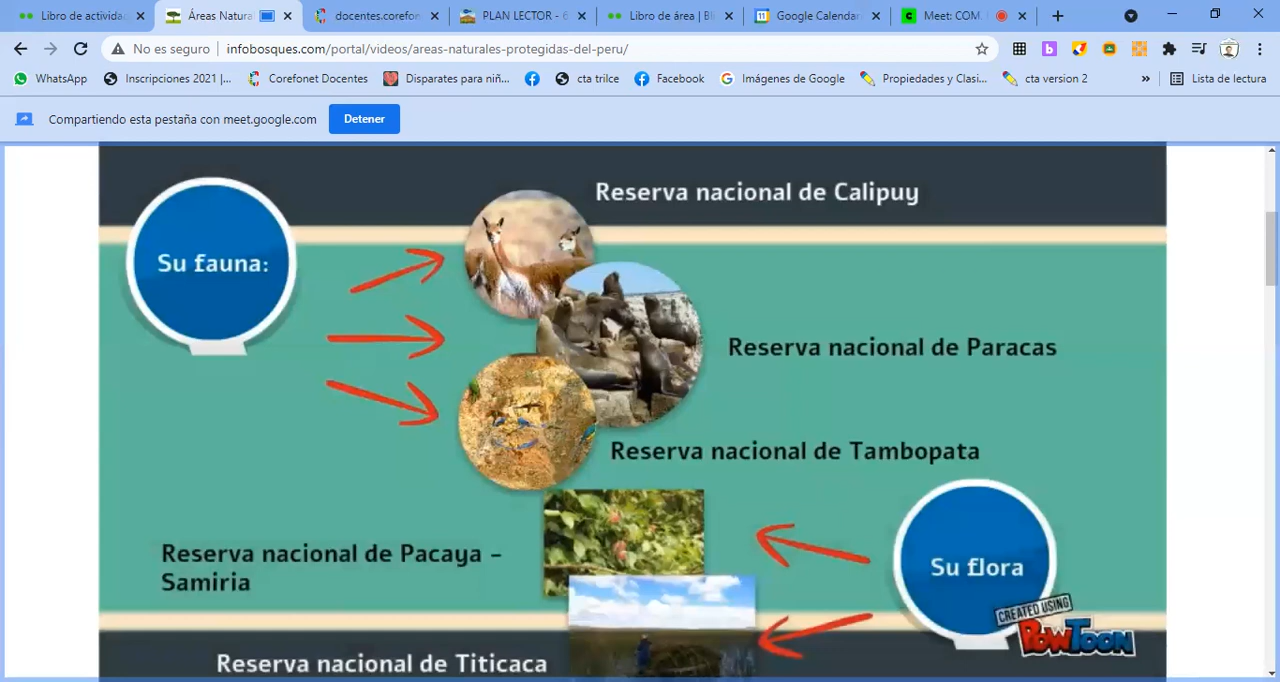 Libro de actividad
Áreas Natura
docentes.corefon
PLAN LECTOR - 6
Libro de área | Bli
Google Calendar
Meet: COM
No es seguro
infobosques.com/portal/videos/areas-naturales-protegidas-del-peru/
WhatsApp
Inscripciones 2021 |...
Corefonet Docentes
Disparates para niñ...
cta trilce
Facebook
Imágenes de Google
Propiedades y Clasi...
cta version 2
»
Lista de lectura
Compartiendo esta pestaña con meet.google.com
Detener
Reserva nacional de Calipuy
Su fauna:
Reserva nacional de Paracas
Reserva nacional de Tambopata
Reserva nacional de Pacaya -
Samiria
Su flora
CREATED USING
POWTOON
Reserva nacional de Titicaca